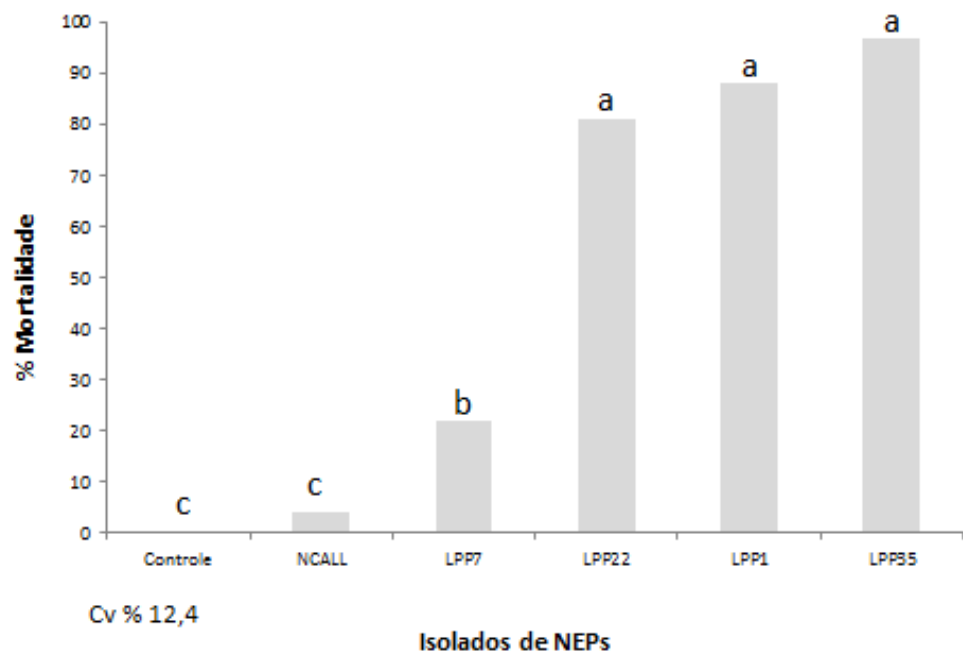 % Mortalidade
100
90
80
70
60
50
40
30
20
10
0
c
c
b
a
a
a
Controle NCALL LPP7 LPP22 LPP1 LPP35
Cv % 12,4
Isolados de NEPs